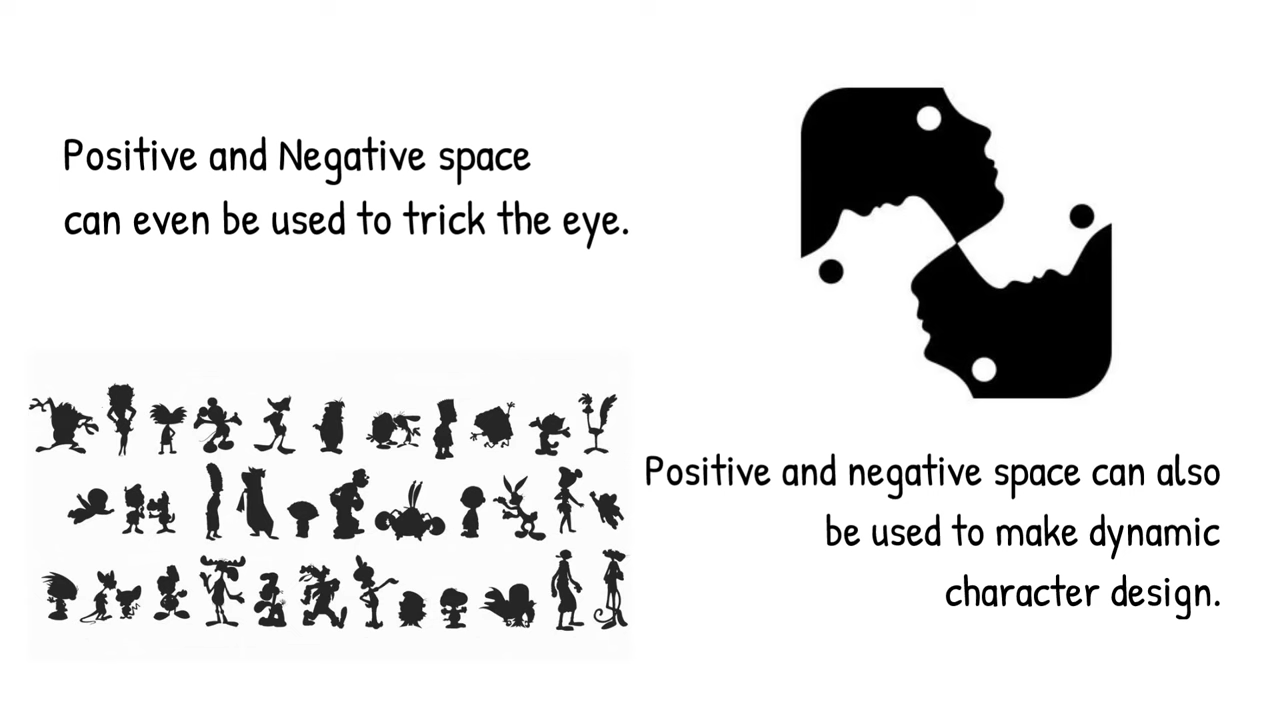 Positive and Negative space
can even be used to trick the eye.
Positive and negative space can also
be used to make dynamic
character design.